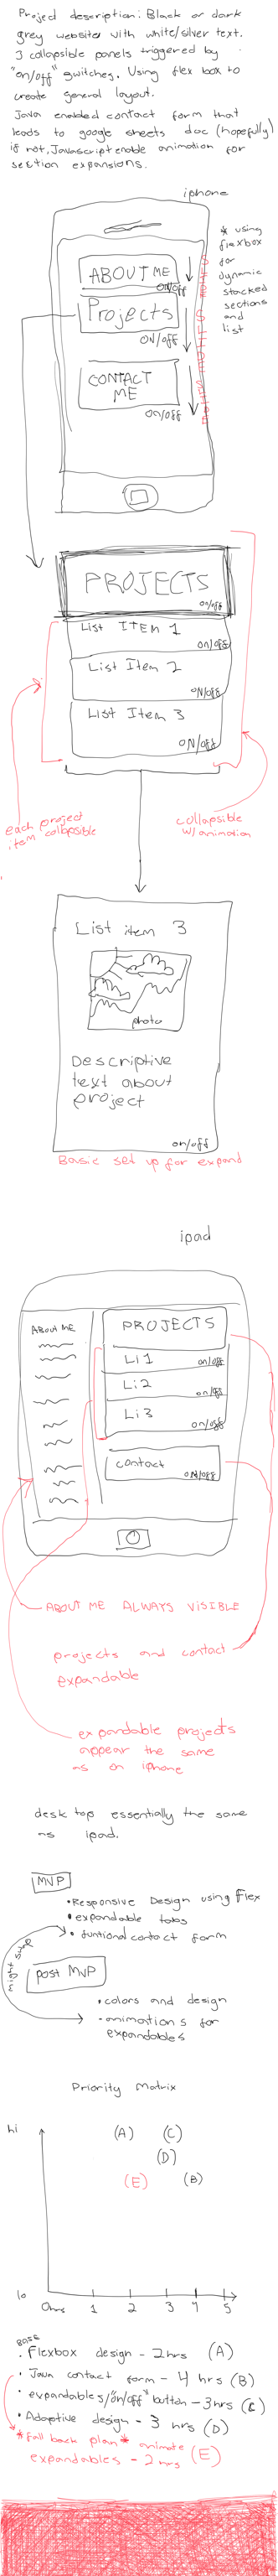 Project description: Black or dark
grey website with white/silver text.
3 collapsible panels triggered by
"on/off" switches. Using flex box to
create general layout.
Java enabled contact form that
leads to google sheets doc (hopefully)
if not, Javascript enable animation for
section expansions.
iphone
* using
flexbox
for
dynamic
stacked
sections
and
list
ABOUT ME
ON/OFF
Projects
ON/Off
CONTACT
ME
on/off
PROJECTS
on/off
List ITEM 1
on/off
List Item 2
ON/off
List Item 3
ON/off
each project
item collapsible
collapsible
w/animation
List item 3
photo
Descriptive
text about
project
on/off
Basic set up for expand
ipad
ABOUT ME
PROJECTS
Li 1
on/off
Li 2
on/off
Li 3
on/off
contact
ON/off
ABOUT ME ALWAYS VISIBLE
projects and contact
expandable
expandable projects
appear the same
as on iphone
desk top essentially the same
as ipad.
MVP
• Responsive Design using Flex
• expandable tabs
• funtional contact form
might swap
post MVP
• colors and design
• animations for
expandables
Priority Matrix
hi
(A)
(C)
(D)
(E)
(B)
lo
0hrs
1
2
3
4
5
BASE
• Flexbox design - 2hrs (A)
• Java contact form - 4 hrs (B)
• expandables/"on/off" button - 3hrs (C)
• Adaptive design - 3 hrs (D)
*fall back plan* animate
expandables - 2 hrs (E)